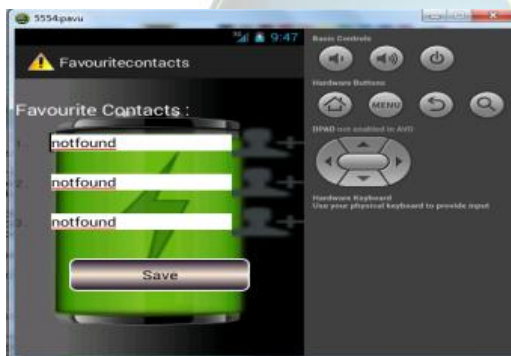 5554:pavu
3G 9:47
Favouritecontacts
Favourite Contacts :
1. notfound
2. notfound
3. notfound
Save
Basic Controls
Hardware Buttons
MENU
DPAD not enabled in AVD
Hardware Keyboard
Use your physical keyboard to provide input